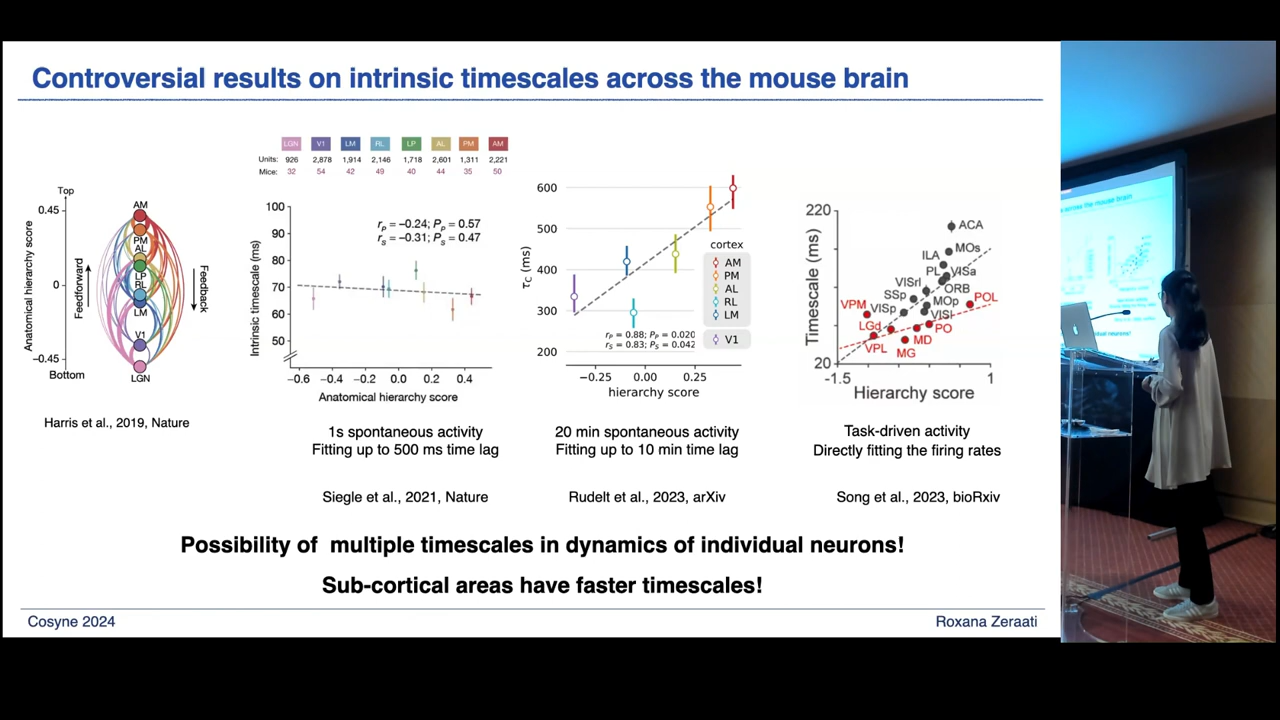 Controversial results on intrinsic timescales across the mouse brain
LGN V1 LM RL LP AL PM AM
Units: 926 2,878 1,914 2,146 1,718 2,601 1,311 2,221
Mice: 32 54 42 49 40 44 35 50
Top
0.45
0
−0.45
Bottom
Anatomical hierarchy score
Feedforward
Feedback
AM
PM
AL
LP
RL
LM
V1
LGN
Harris et al., 2019, Nature
100
90
80
70
60
50
Intrinsic timescale (ms)
rP = −0.24; PP = 0.57
rS = −0.31; PS = 0.47
−0.6 −0.4 −0.2 0.0 0.2 0.4
Anatomical hierarchy score
1s spontaneous activity
Fitting up to 500 ms time lag
Siegle et al., 2021, Nature
600
500
400
300
200
τC (ms)
cortex
AM
PM
AL
RL
LM
V1
rP = 0.88; PP = 0.020
rS = 0.83; PS = 0.042
−0.25 0.00 0.25
hierarchy score
20 min spontaneous activity
Fitting up to 10 min time lag
Rudelt et al., 2023, arXiv
220
20
Timescale (ms)
ACA
MOs
ILA
PL
VISa
ORB
VISrl
SSp
MOp
POL
VPM
VISp
VISl
LGd
PO
MD
VPL
MG
-1.5 1
Hierarchy score
Task-driven activity
Directly fitting the firing rates
Song et al., 2023, bioRxiv
Possibility of multiple timescales in dynamics of individual neurons!
Sub-cortical areas have faster timescales!
Cosyne 2024
Roxana Zeraati